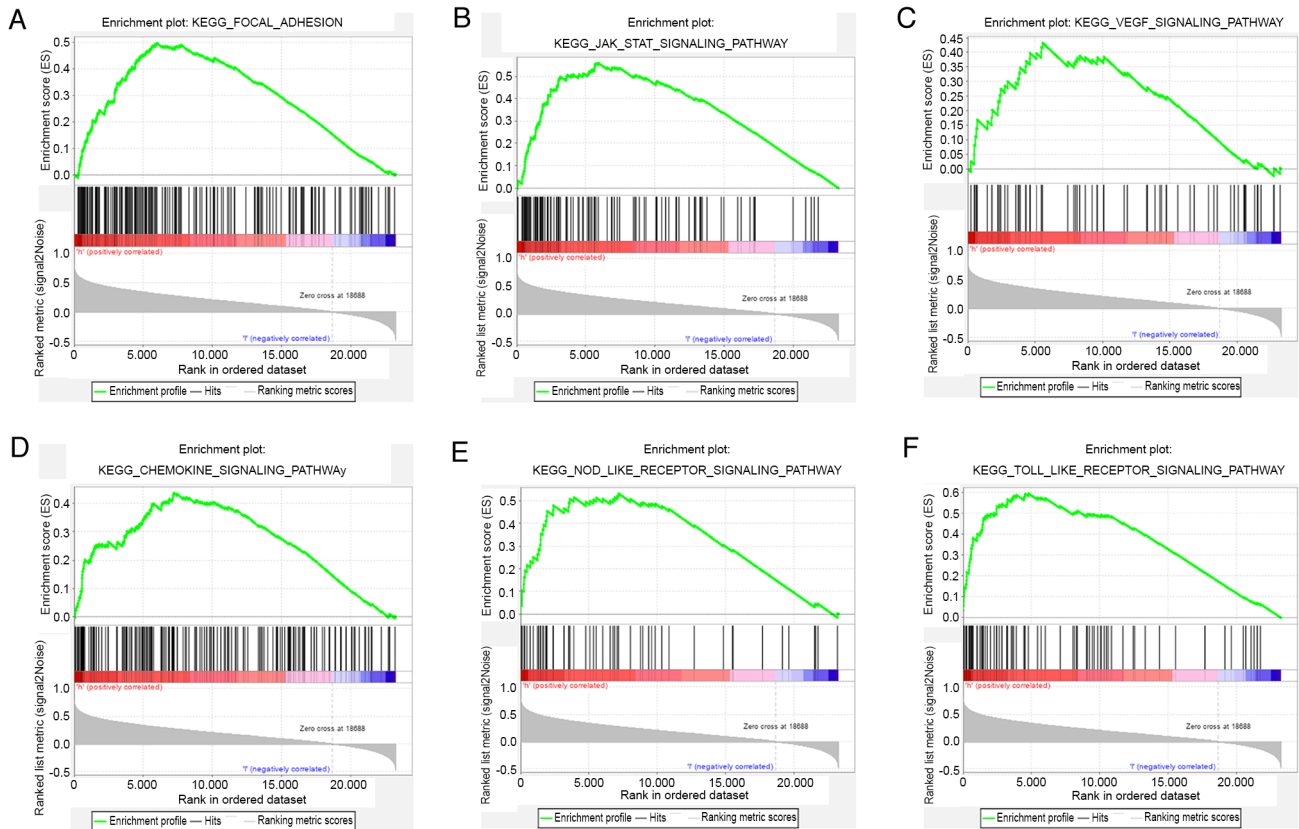 A
Enrichment plot: KEGG_FOCAL_ADHESION
Enrichment score (ES)
0.5
0.4
0.3
0.2
0.1
0.0
Ranked list metric (signal2Noise)
1.0
0.5
0.0
-0.5
'h' (positively correlated)
Zero cross at 18688
'l' (negatively correlated)
0 5.000 10.000 15.000 20.000
Rank in ordered dataset
Enrichment profile Hits Ranking metric scores
B
Enrichment plot:
KEGG_JAK_STAT_SIGNALING_PATHWAY
Enrichment score (ES)
0.5
0.4
0.3
0.2
0.1
0.0
Ranked list metric (signal2Noise)
1.0
0.5
0.0
-0.5
'h' (positively correlated)
Zero cross at 18688
'l' (negatively correlated)
0 5.000 10.000 15.000 20.000
Rank in ordered dataset
Enrichment profile Hits Ranking metric scores
C
Enrichment plot: KEGG_VEGF_SIGNALING_PATHWAY
Enrichment score (ES)
0.45
0.40
0.35
0.30
0.25
0.20
0.15
0.10
0.05
0.00
Ranked list metric (signal2Noise)
1.0
0.5
0.0
-0.5
'h' (positively correlated)
Zero cross at 18688
'l' (negatively correlated)
0 5.000 10.000 15.000 20.000
Rank in ordered dataset
Enrichment profile Hits Ranking metric scores
D
Enrichment plot:
KEGG_CHEMOKINE_SIGNALING_PATHWAy
Enrichment score (ES)
0.4
0.3
0.2
0.1
0.0
Ranked list metric (signal2Noise)
1.0
0.5
0.0
-0.5
'h' (positively correlated)
Zero cross at 18688
'l' (negatively correlated)
0 5.000 10.000 15.000 20.000
Rank in ordered dataset
Enrichment profile Hits Ranking metric scores
E
Enrichment plot:
KEGG_NOD_LIKE_RECEPTOR_SIGNALING_PATHWAY
Enrichment score (ES)
0.5
0.4
0.3
0.2
0.1
0.0
Ranked list metric (signal2Noise)
1.0
0.5
0.0
-0.5
'h' (positively correlated)
Zero cross at 18688
'l' (negatively correlated)
0 5.000 10.000 15.000 20.000
Rank in ordered dataset
Enrichment profile Hits Ranking metric scores
F
Enrichment plot:
KEGG_TOLL_LIKE_RECEPTOR_SIGNALING_PATHWAY
Enrichment score (ES)
0.6
0.5
0.4
0.3
0.2
0.1
0.0
Ranked list metric (signal2Noise)
1.0
0.5
0.0
-0.5
'h' (positively correlated)
Zero cross at 18688
'l' (negatively correlated)
0 5.000 10.000 15.000 20.000
Rank in ordered dataset
Enrichment profile Hits Ranking metric scores